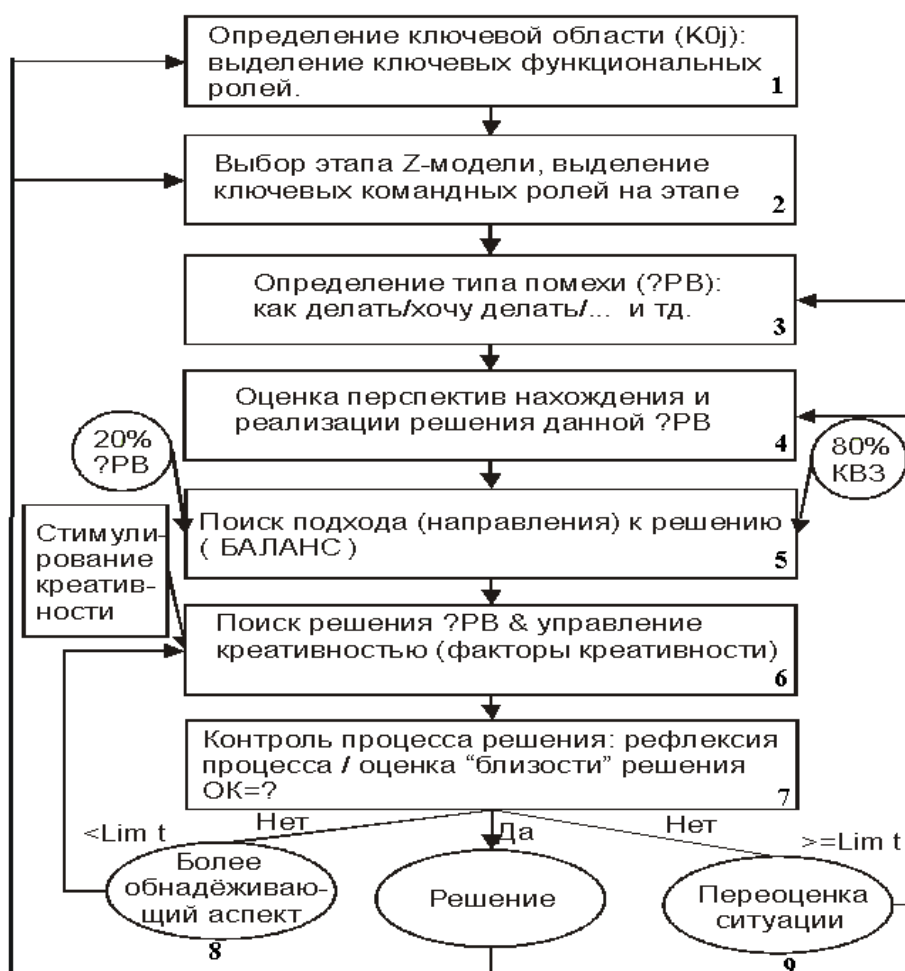 Определение ключевой области (К0j):
выделение ключевых функциональных
ролей.
1
Выбор этапа Z-модели, выделение
ключевых командных ролей на этапе
2
Определение типа помехи (?РВ):
как делать/хочу делать/... и тд.
3
Оценка перспектив нахождения и
реализации решения данной ?РВ
4
20%
?РВ
80%
КВЗ
Поиск подхода (направления) к решению
( БАЛАНС )
5
Стимули-
рование
креатив-
ности
Поиск решения ?РВ & управление
креативностью (факторы креативности)
6
Контроль процесса решения: рефлексия
процесса / оценка “близости” решения
ОК=?
7
<Lim t
Нет
Да
Нет
>=Lim t
Более
обнадёживаю-
щий аспект
8
Решение
Переоценка
ситуации
9